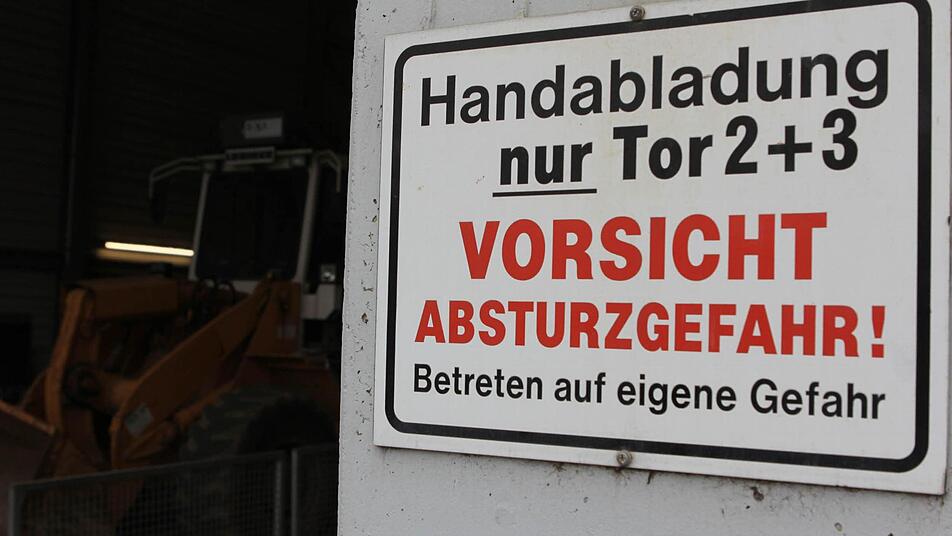 Handabladung
nur Tor 2+3
VORSICHT
ABSTURZGEFAHR!
Betreten auf eigene Gefahr